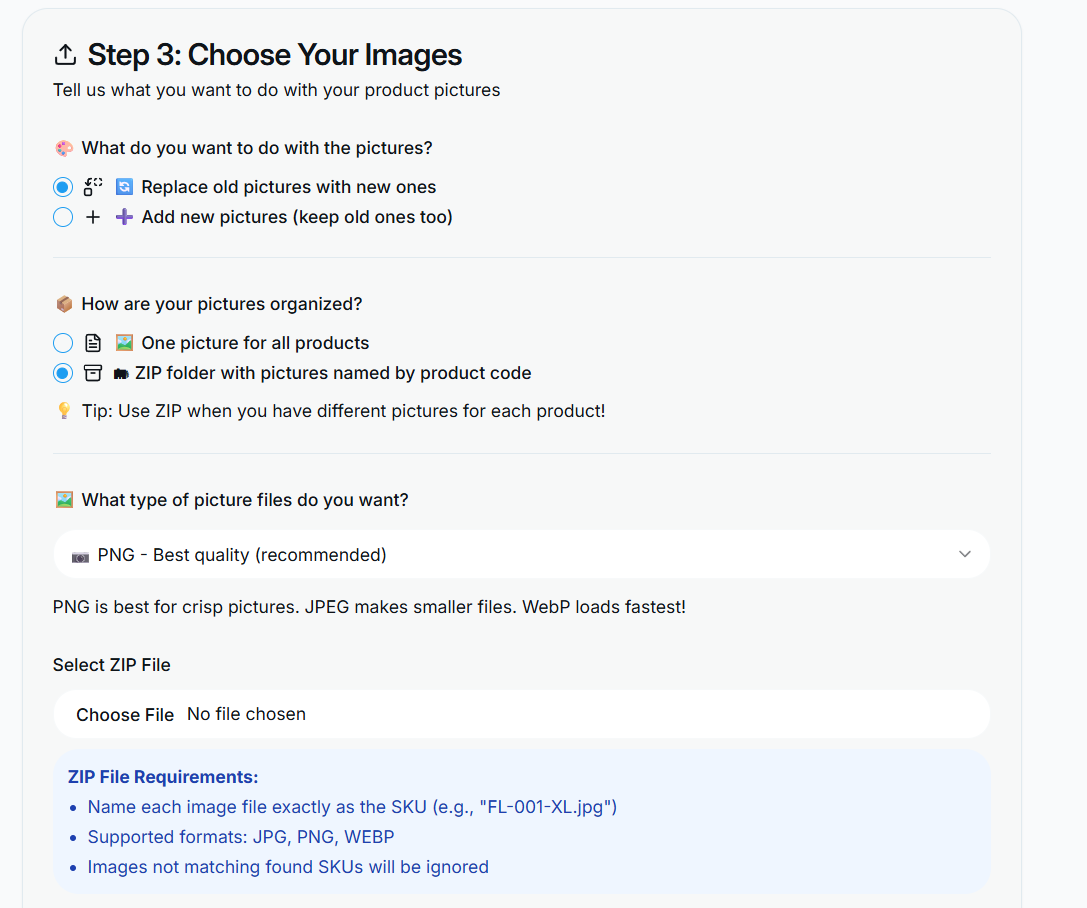 Step 3: Choose Your Images
Tell us what you want to do with your product pictures
What do you want to do with the pictures?
Replace old pictures with new ones
Add new pictures (keep old ones too)
How are your pictures organized?
One picture for all products
ZIP folder with pictures named by product code
Tip: Use ZIP when you have different pictures for each product!
What type of picture files do you want?
PNG - Best quality (recommended)
PNG is best for crisp pictures. JPEG makes smaller files. WebP loads fastest!
Select ZIP File
Choose File No file chosen
ZIP File Requirements:
• Name each image file exactly as the SKU (e.g., "FL-001-XL.jpg")
• Supported formats: JPG, PNG, WEBP
• Images not matching found SKUs will be ignored